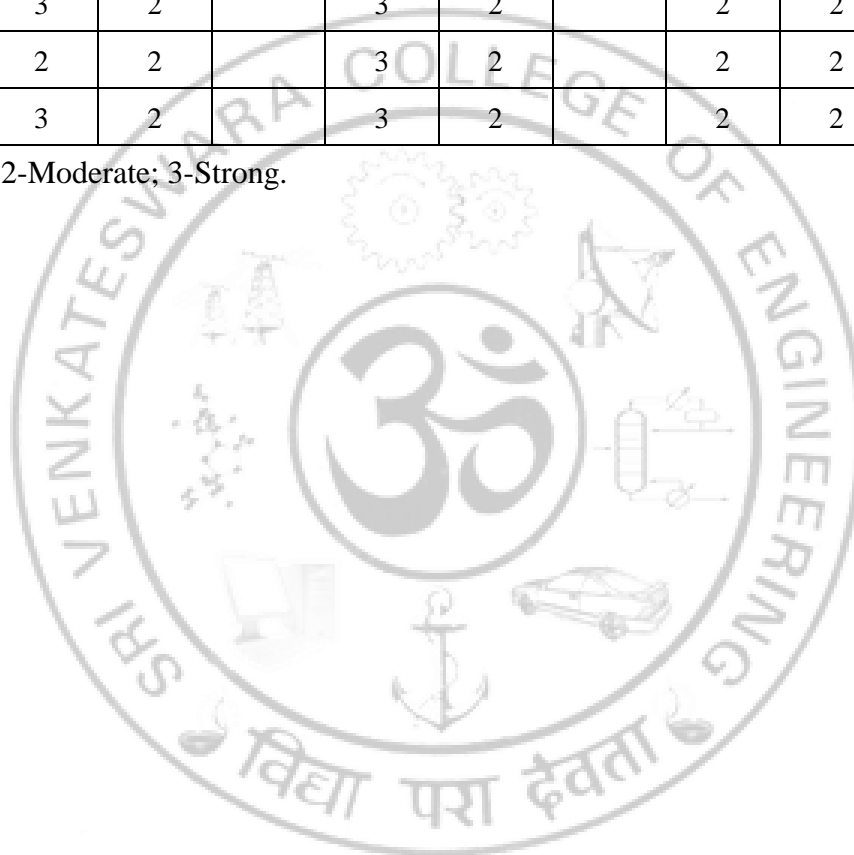 3 2 3 2 2 2
2 2 3 2 2 2
3 2 3 2 2 2
2-Moderate; 3-Strong.
SRI VENKATESWARA COLLEGE OF ENGINEERING
ॐ
विद्या परा देवता